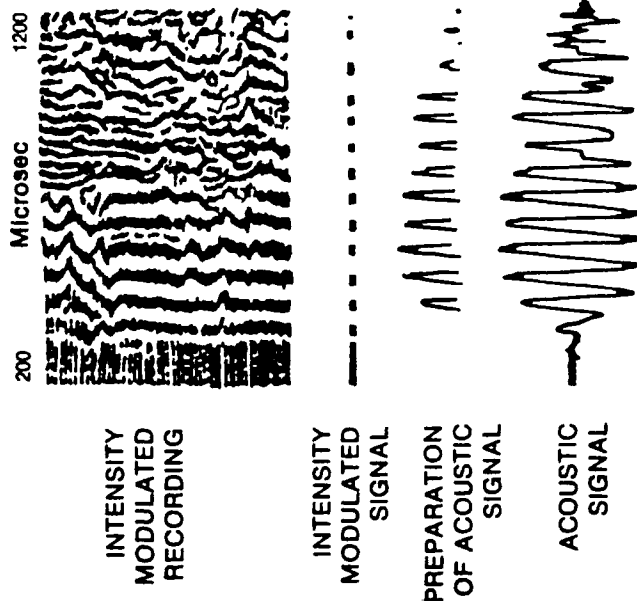 1200
Microsec
200
INTENSITY
MODULATED
RECORDING
INTENSITY
MODULATED
SIGNAL
PREPARATION
OF ACOUSTIC
SIGNAL
ACOUSTIC
SIGNAL